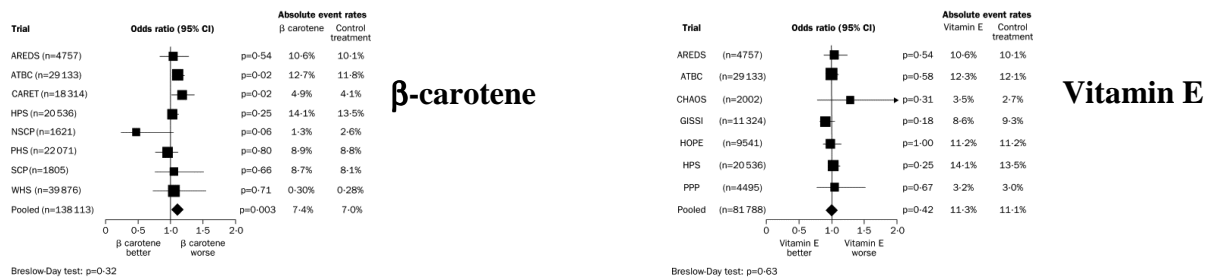 Absolute event rates
Trial Odds ratio (95% CI) β carotene Control treatment
AREDS (n=4757) p=0·54 10·6% 10·1%
ATBC (n=29 133) p=0·02 12·7% 11·8%
CARET (n=18 314) p=0·02 4·9% 4·1%
HPS (n=20 536) p=0·25 14·1% 13·5%
NSCP (n=1621) p=0·06 1·3% 2·6%
PHS (n=22 071) p=0·80 8·9% 8·8%
SCP (n=1805) p=0·66 8·7% 8·1%
WHS (n=39 876) p=0·71 0·30% 0·28%
Pooled (n=138 113) p=0·003 7·4% 7·0%
0 0·5 1·0 1·5 2·0
β carotene better β carotene worse
Breslow-Day test: p=0·32
β-carotene
Absolute event rates
Trial Odds ratio (95% CI) Vitamin E Control treatment
AREDS (n=4757) p=0·54 10·6% 10·1%
ATBC (n=29 133) p=0·58 12·3% 12·1%
CHAOS (n=2002) p=0·31 3·5% 2·7%
GISSI (n=11 324) p=0·18 8·6% 9·3%
HOPE (n=9541) p=1·00 11·2% 11·2%
HPS (n=20 536) p=0·25 14·1% 13·5%
PPP (n=4495) p=0·67 3·2% 3·0%
Pooled (n=81 788) p=0·42 11·3% 11·1%
0 0·5 1·0 1·5 2·0
Vitamin E better Vitamin E worse
Breslow-Day test: p=0·63
Vitamin E